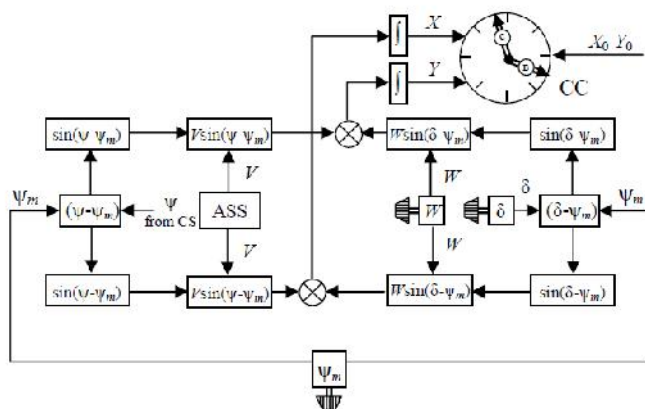 ∫ X
X₀ Y₀
C
D
∫ Y
CC
sin(ψ-ψₘ) Vsin(ψ-ψₘ) Wsin(δ-ψₘ) sin(δ-ψₘ)
V W δ
ψₘ (ψ-ψₘ) ψ ASS W δ (δ-ψₘ) ψₘ
from CS
V W
sin(ψ-ψₘ) Vsin(ψ-ψₘ) Wsin(δ-ψₘ) sin(δ-ψₘ)
ψₘ